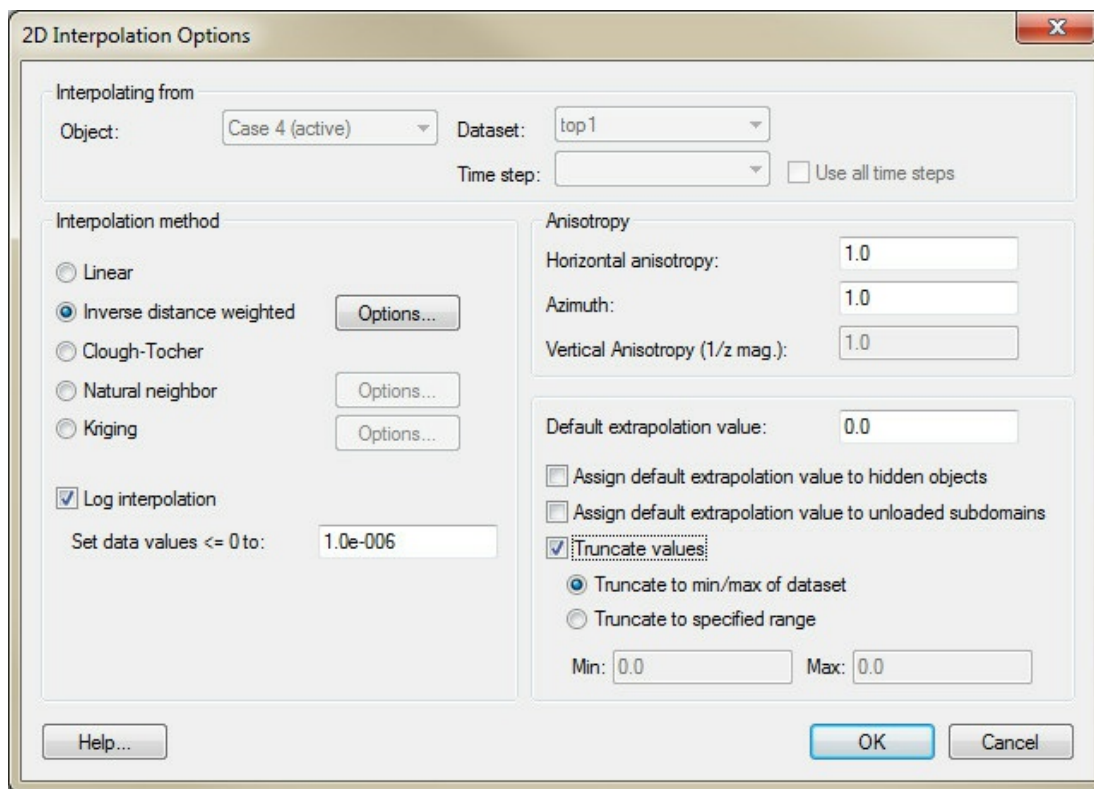 2D Interpolation Options
Interpolating from
Object: Case 4 (active) Dataset: top1
Time step: Use all time steps
Interpolation method
Linear
Inverse distance weighted Options...
Clough-Tocher
Natural neighbor Options...
Kriging Options...
Log interpolation
Set data values <= 0 to: 1.0e-006
Anisotropy
Horizontal anisotropy: 1.0
Azimuth: 1.0
Vertical Anisotropy (1/z mag.): 1.0
Default extrapolation value: 0.0
Assign default extrapolation value to hidden objects
Assign default extrapolation value to unloaded subdomains
Truncate values
Truncate to min/max of dataset
Truncate to specified range
Min: 0.0 Max: 0.0
Help... OK Cancel